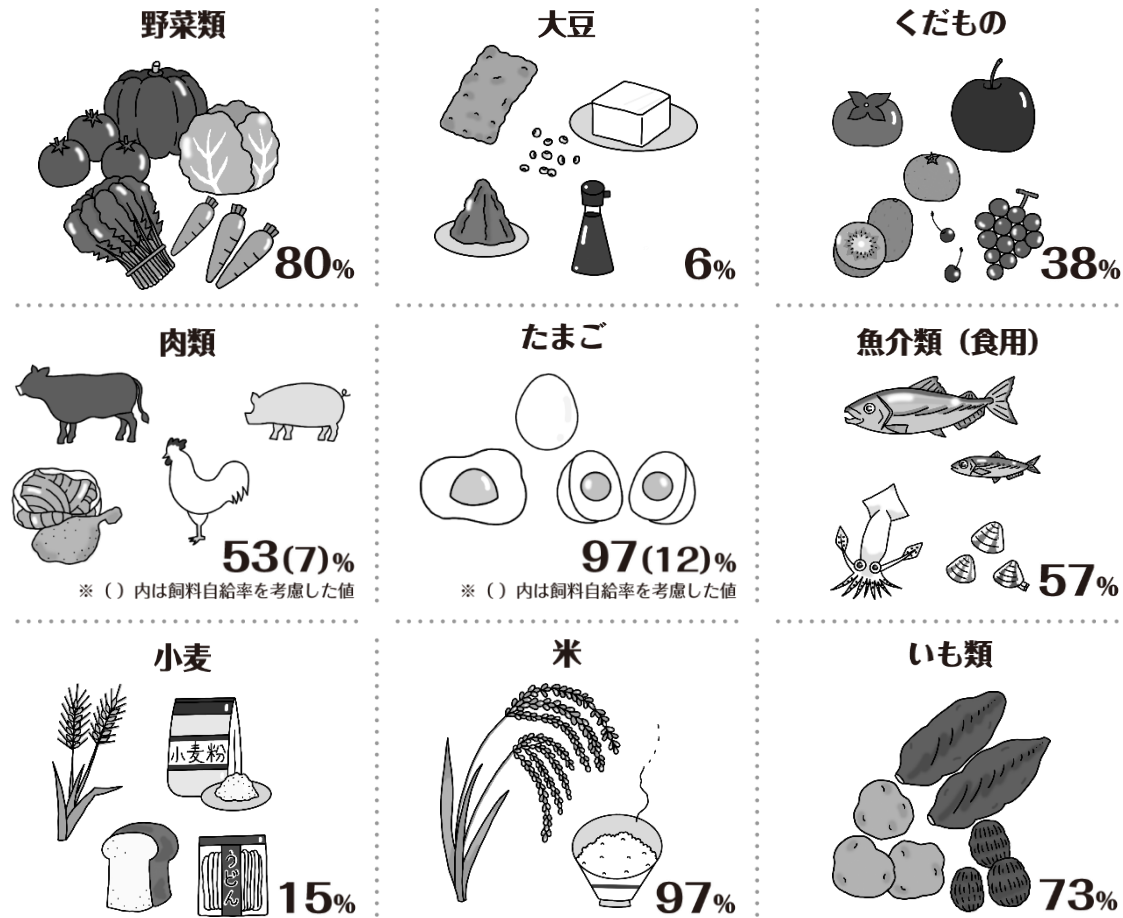 野菜類
80%
大豆
6%
くだもの
38%
肉類
53(7)%
※（ ）内は飼料自給率を考慮した値
たまご
97(12)%
※（ ）内は飼料自給率を考慮した値
魚介類（食用）
57%
小麦
小麦粉
うどん
15%
米
97%
いも類
73%